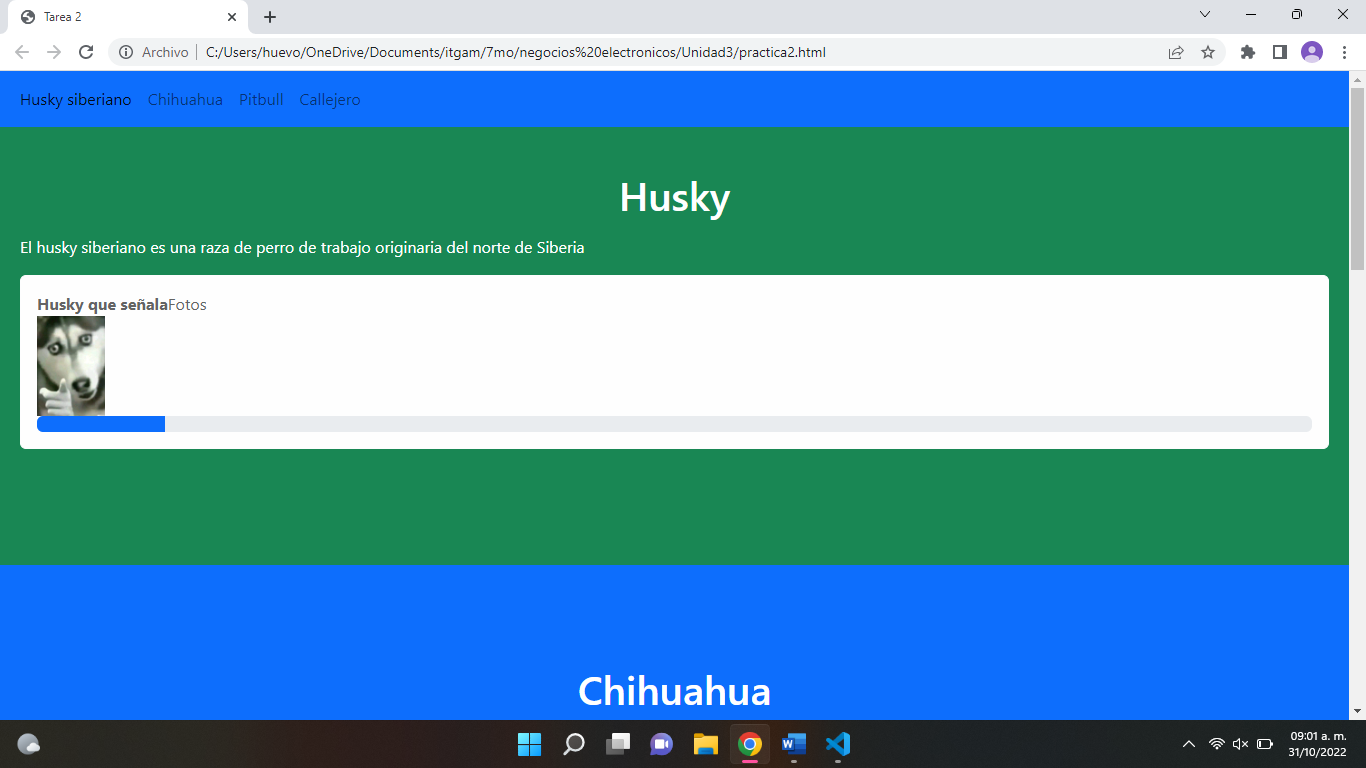 Tarea 2
Archivo
C:/Users/huevo/OneDrive/Documents/itgam/7mo/negocios%20electronicos/Unidad3/practica2.html
Husky siberiano Chihuahua Pitbull Callejero
Husky
El husky siberiano es una raza de perro de trabajo originaria del norte de Siberia
Husky que señalaFotos
Chihuahua
09:01 a. m.
31/10/2022